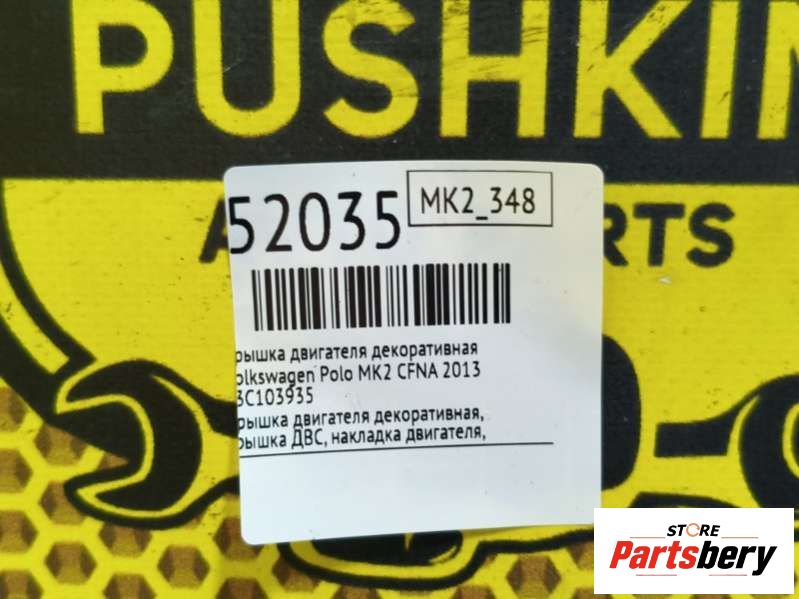 PUSHKIN
A RTS
52035
MK2_348
рышка двигателя декоративная
olkswagen Polo MK2 CFNA 2013
3C103935
рышка двигателя декоративная,
рышка ДВС, накладка двигателя,
STORE
Partsbery